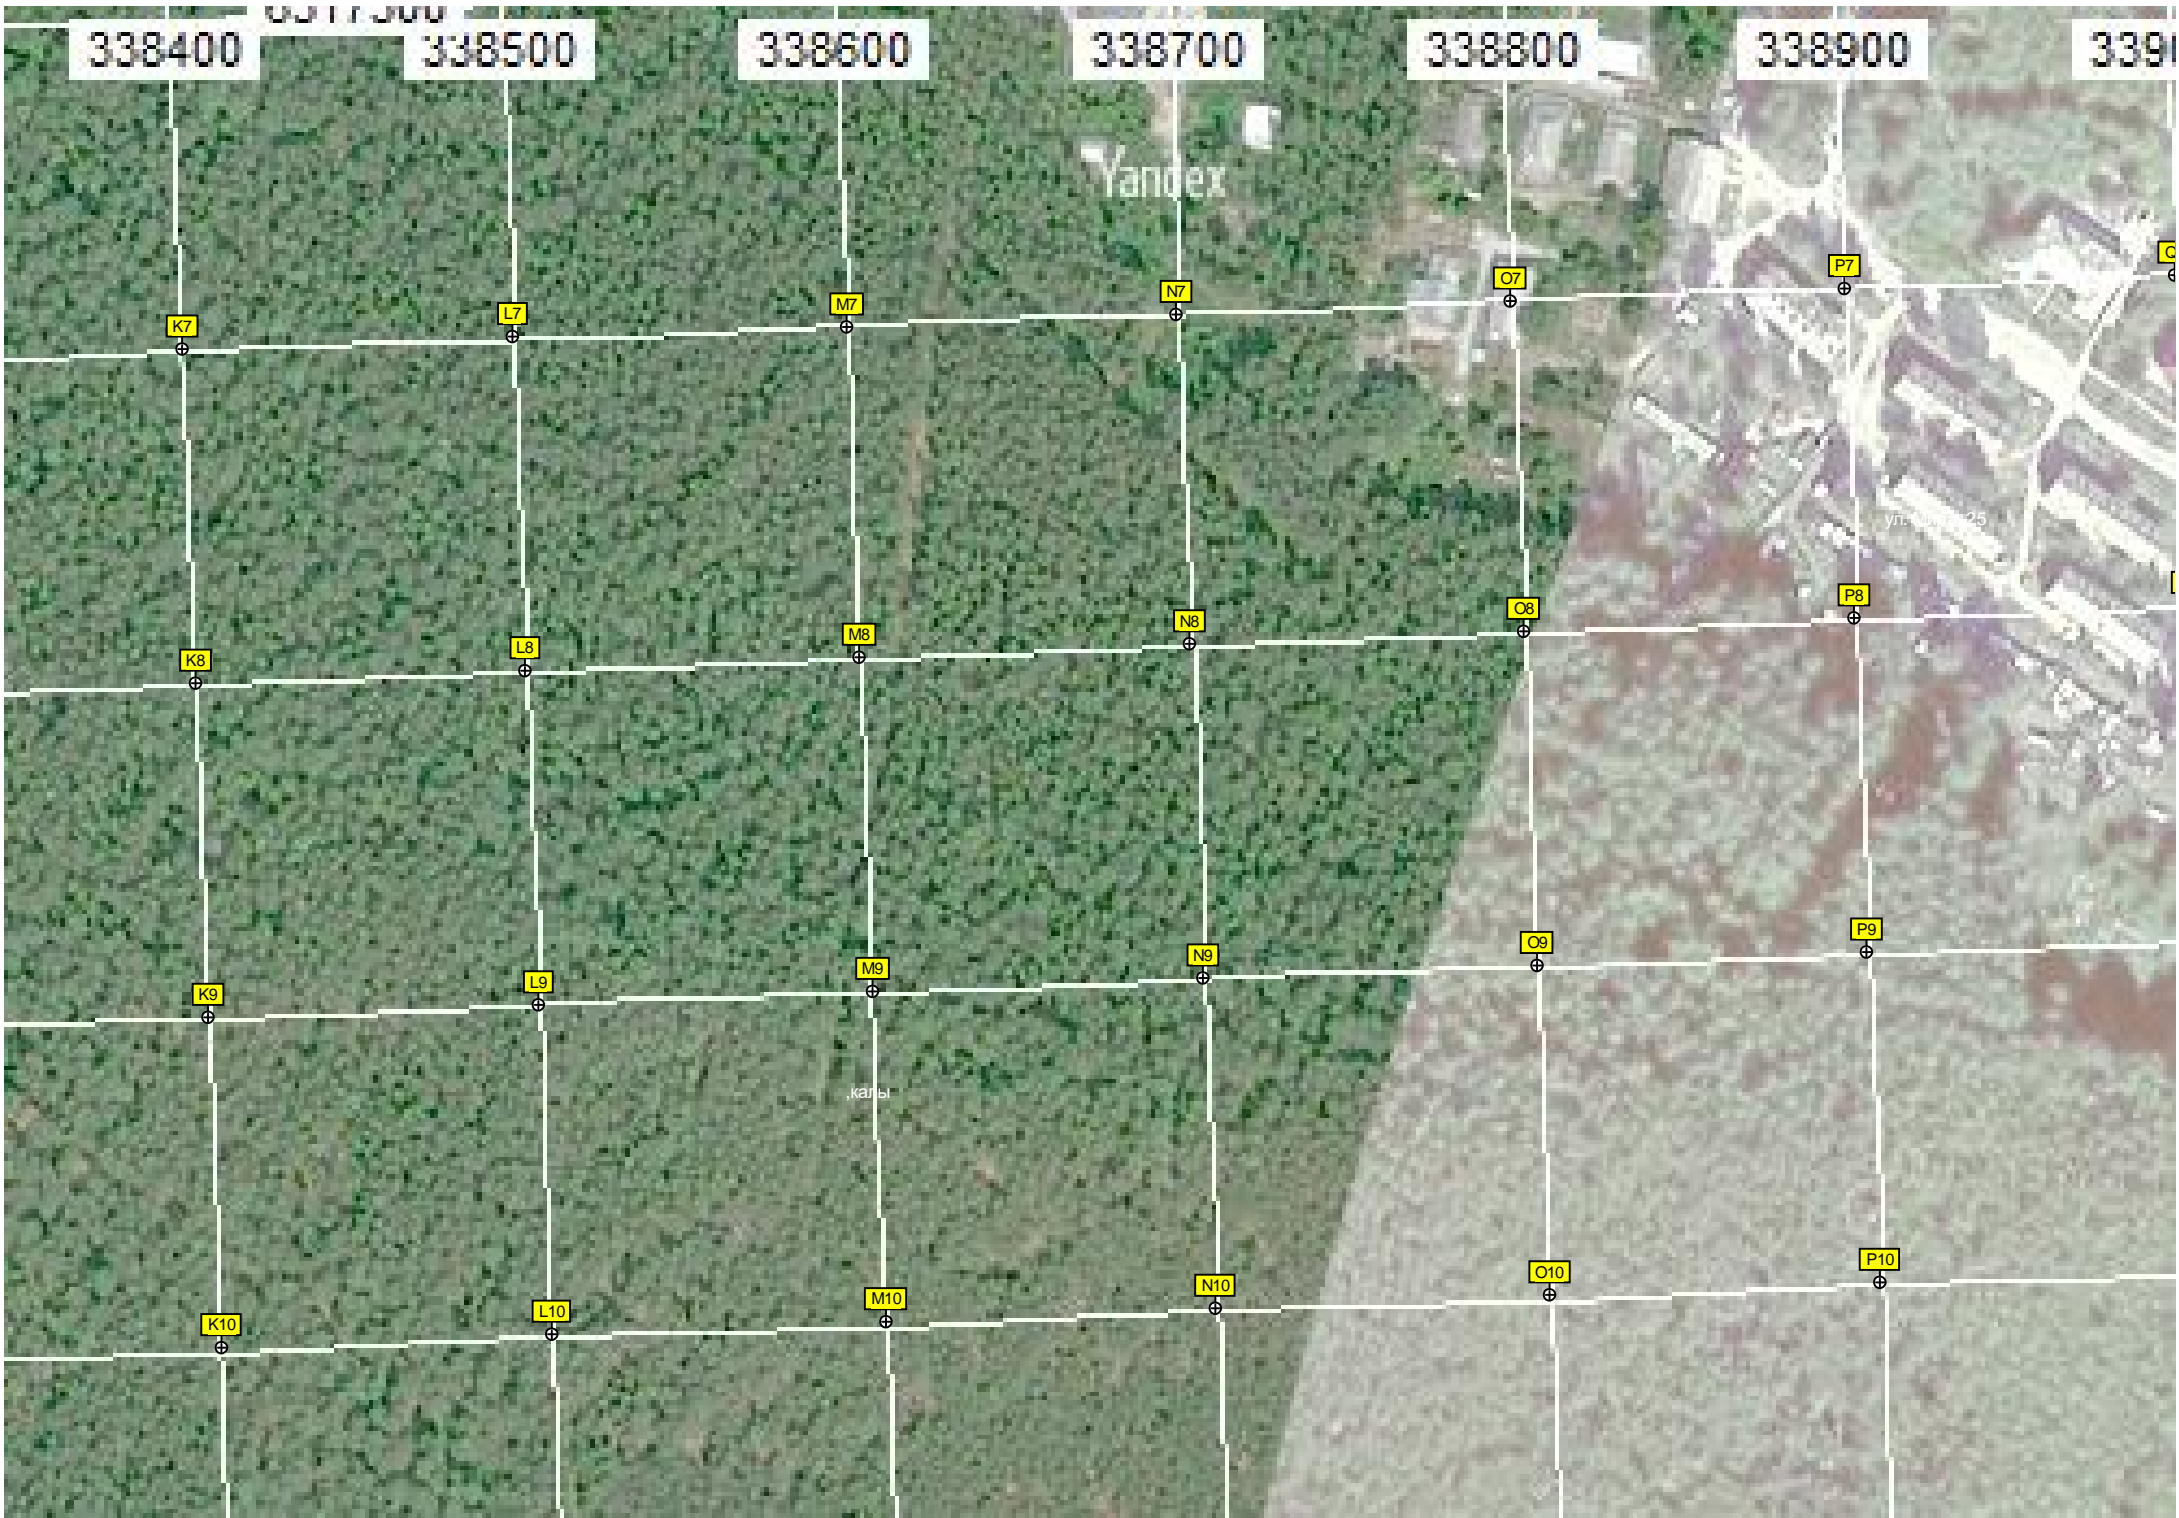 338400 338500 338600 338700 338800 338900
Yandex
K7 L7 M7 N7 O7 P7
K8 L8 M8 N8 O8 P8
K9 L9 M9 N9 O9 P9
,калы
K10 L10 M10 N10 O10 P10